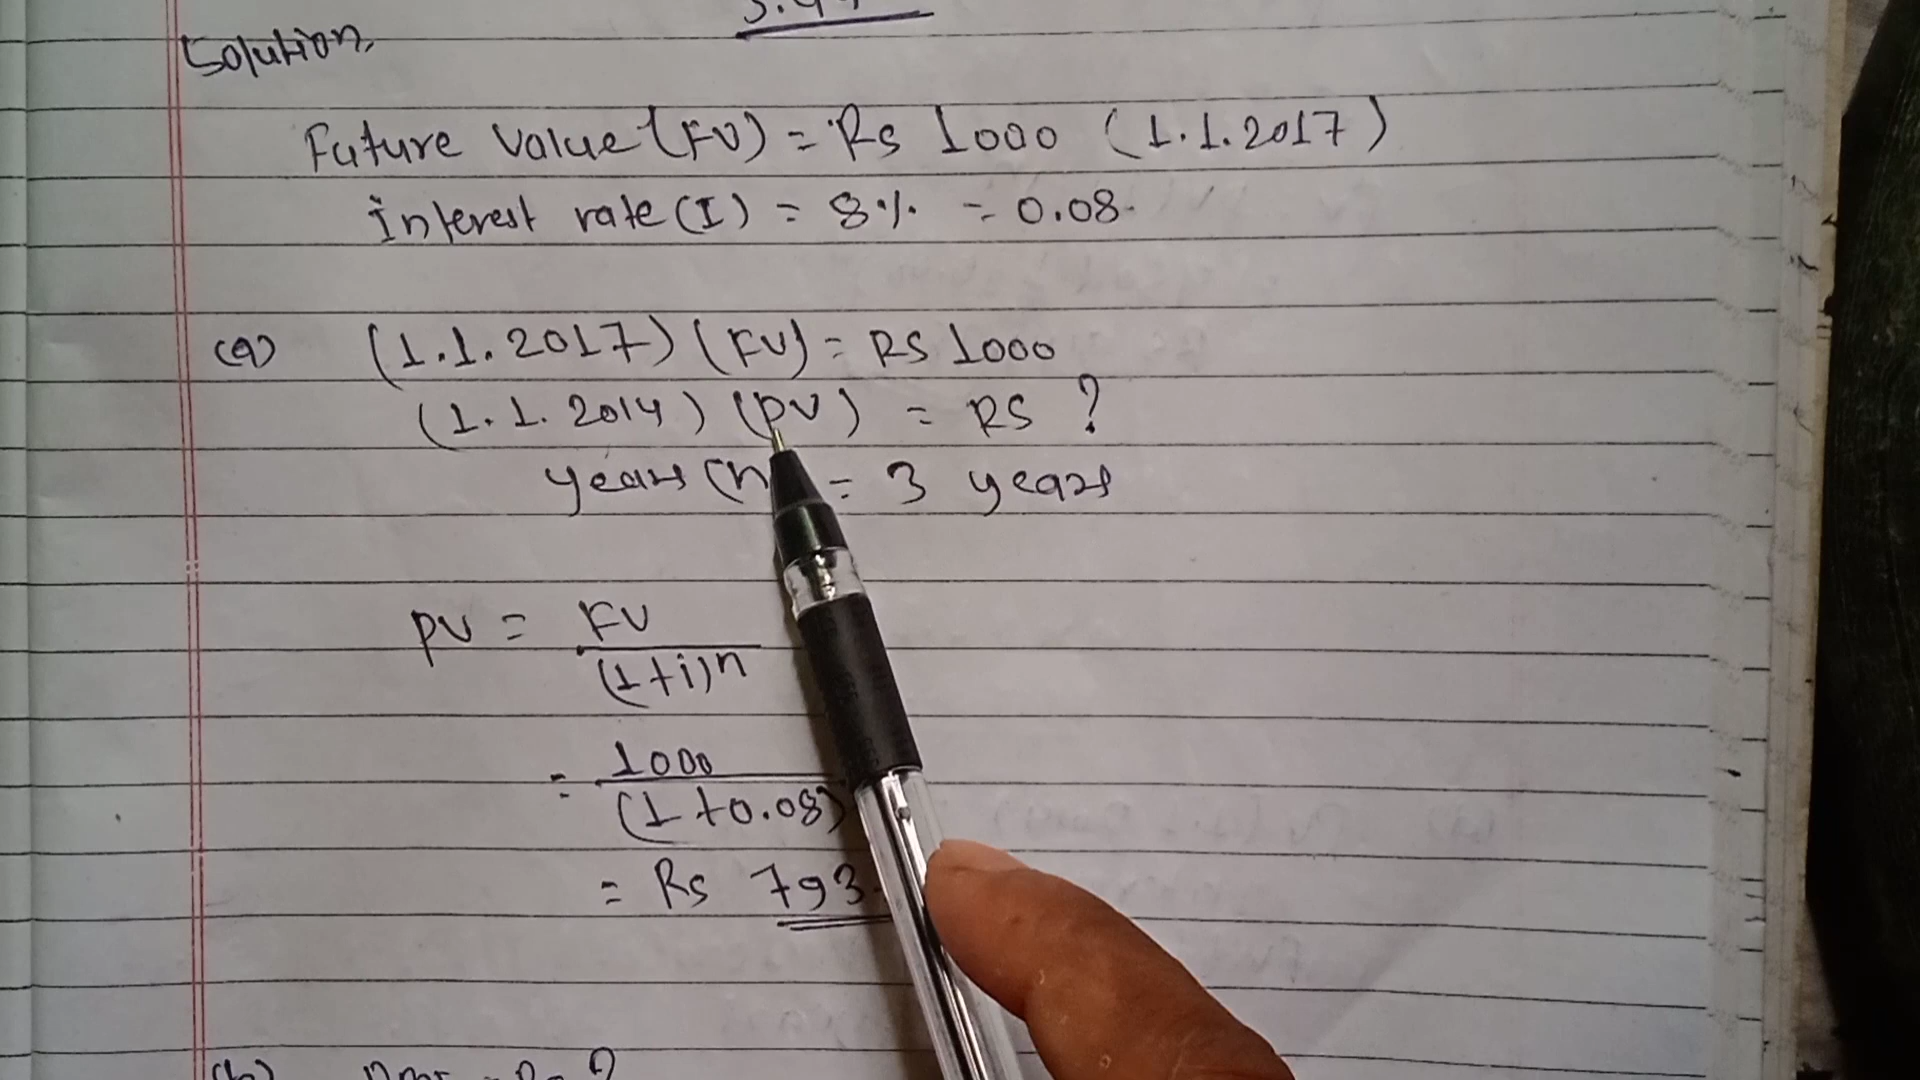 Solution,
Future Value (FV) = Rs 1000 (1.1.2017)
interest rate (I) = 8% = 0.08
(a) (1.1.2017) (FV) = RS 1000
(1.1.2014) (PV) = RS ?
years (n = 3 years
PV = FV
(1+i)n
= 1000
(1+0.08)
= Rs 793.
(b)